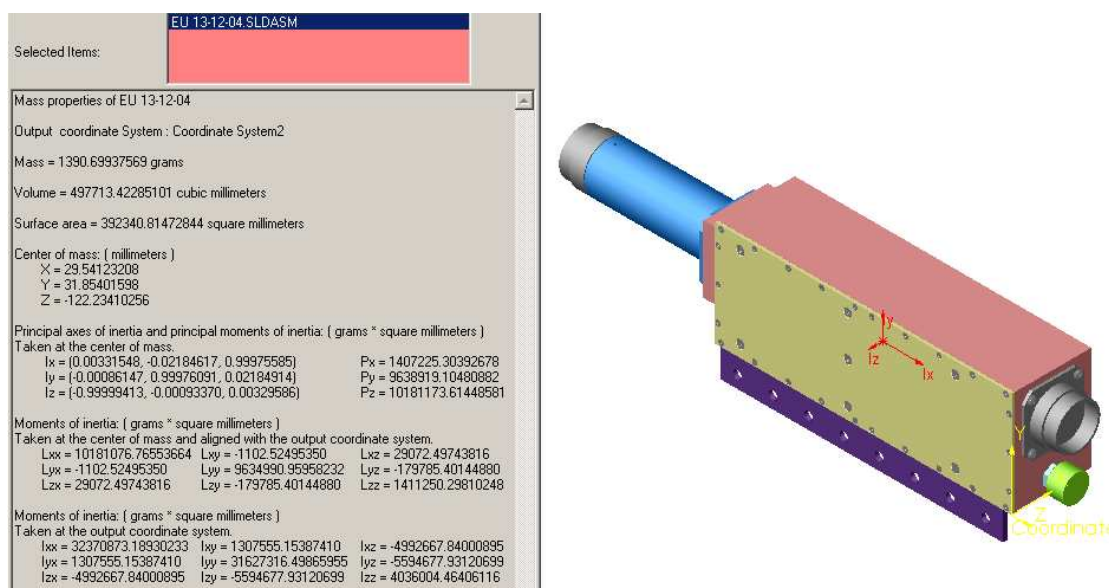 EU 13-12-04.SLDASM
Selected Items:
Mass properties of EU 13-12-04
Output coordinate System : Coordinate System2
Mass = 1390.69937569 grams
Volume = 497713.42285101 cubic millimeters
Surface area = 392340.81472844 square millimeters
Center of mass: ( millimeters )
X = 29.54123208
Y = 31.85401598
Z = -122.23410256
Principal axes of inertia and principal moments of inertia: ( grams * square millimeters )
Taken at the center of mass.
Ix = (0.00331548, -0.02184617, 0.99975585) Px = 1407225.30392678
Iy = (-0.00086147, 0.99976091, 0.02184914) Py = 9638919.10480882
Iz = (-0.99999413, -0.00093370, 0.00329586) Pz = 10181173.61448581
Moments of inertia: ( grams * square millimeters )
Taken at the center of mass and aligned with the output coordinate system.
Lxx = 10181076.76553664 Lxy = -1102.52495350 Lxz = 29072.49743816
Lyx = -1102.52495350 Lyy = 9634990.95958232 Lyz = -179785.40144880
Lzx = 29072.49743816 Lzy = -179785.40144880 Lzz = 1411250.29810248
Moments of inertia: ( grams * square millimeters )
Taken at the output coordinate system.
Ixx = 32370873.18930233 Ixy = 1307555.15387410 Ixz = -4992667.84000895
Iyx = 1307555.15387410 Iyy = 31627316.49865955 Iyz = -5594677.93120699
Izx = -4992667.84000895 Izy = -5594677.93120699 Izz = 4036004.46406116
Iy
Iz
Ix
Y
Z
Coordinate